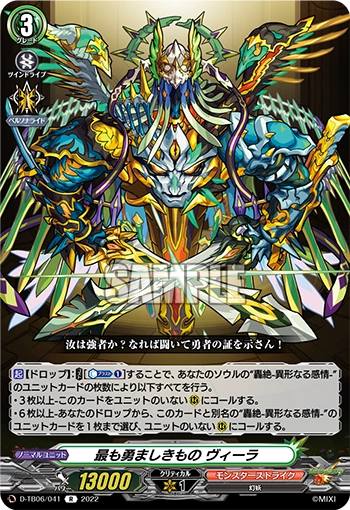 3
グレード
ツインドライブ
ペルソナライド
SAMPLE
汝は強者か？なれば闘いて勇者の証を示さん！
起【ドロップ】:【ソウルブラスト1】することで、あなたのソウルの"轟絶-異形なる感情-"
のユニットカードの枚数により以下すべてを行う。
・3枚以上-このカードをユニットのいないRにコールする。
・6枚以上-あなたのドロップから、このカードと別名の"轟絶-異形なる感情-"
のユニットカードを1枚まで選び、ユニットのいないRにコールする。
ノーマルユニット
最も勇ましきもの ヴィーラ
パワー 13000
クリティカル
1
モンスターストライク
幻妖
D-TB06/041 R 2022
©MIXI